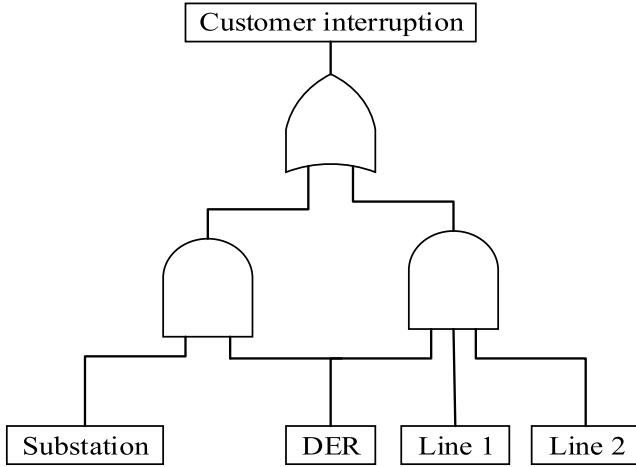 Customer interruption
Substation
DER
Line 1
Line 2